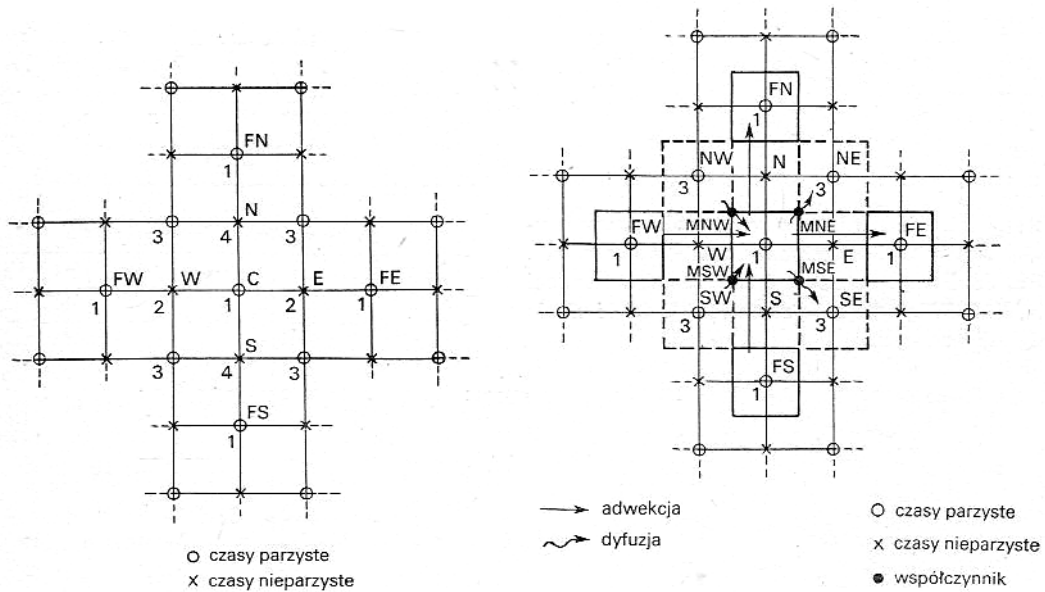 FN
1
N
3 4 3
FW W C E FE
1 2 1 2 1
S
3 4 3
FS
1
o czasy parzyste
x czasy nieparzyste
FN
1
NW N NE
3 3
FW MNW MNE FE
1 W 1 E 1
MSW MSE
SW S SE
3 3
FS
1
adwekcja
dyfuzja
czasy parzyste
x czasy nieparzyste
współczynnik